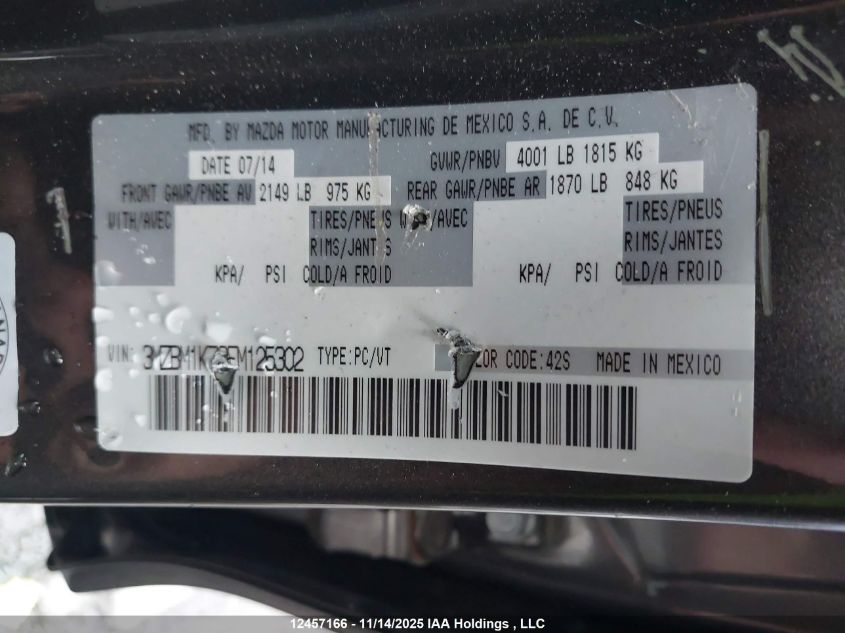 MFD. BY MAZDA MOTOR MANUFACTURING DE MEXICO S.A. DE C.V.
DATE 07/14 GVWR/PNBV 4001 LB 1815 KG
FRONT GAWR/PNBE AV 2149 LB 975 KG REAR GAWR/PNBE AR 1870 LB 848 KG
WITH/AVEC TIRES/PNEUS /AVEC TIRES/PNEUS
RIMS/JANTES RIMS/JANTES
KPA/ PSI COLD/A FROID KPA/ PSI COLD/A FROID
VIN: TYPE:PC/VT CODE:42S MADE IN MEXICO
12457166 - 11/14/2025 IAA Holdings , LLC